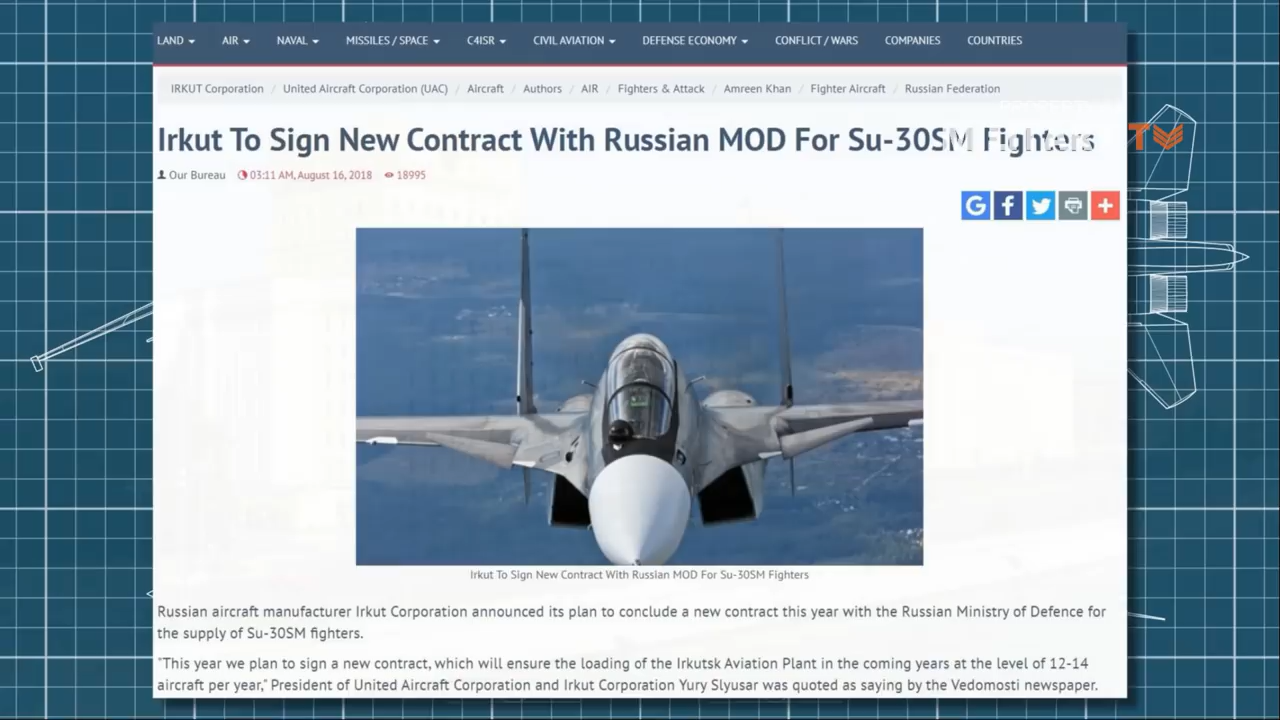 LAND AIR NAVAL MISSILES / SPACE C4ISR CIVIL AVIATION DEFENSE ECONOMY CONFLICT / WARS COMPANIES COUNTRIES
IRKUT Corporation / United Aircraft Corporation (UAC) / Aircraft / Authors / AIR / Fighters & Attack / Amreen Khan / Fighter Aircraft / Russian Federation
Irkut To Sign New Contract With Russian MOD For Su-30SM Fighters
Our Bureau 03:11 AM, August 16, 2018 18995
Irkut To Sign New Contract With Russian MOD For Su-30SM Fighters
Russian aircraft manufacturer Irkut Corporation announced its plan to conclude a new contract this year with the Russian Ministry of Defence for
the supply of Su-30SM fighters.
"This year we plan to sign a new contract, which will ensure the loading of the Irkutsk Aviation Plant in the coming years at the level of 12-14
aircraft per year," President of United Aircraft Corporation and Irkut Corporation Yury Slyusar was quoted as saying by the Vedomosti newspaper.